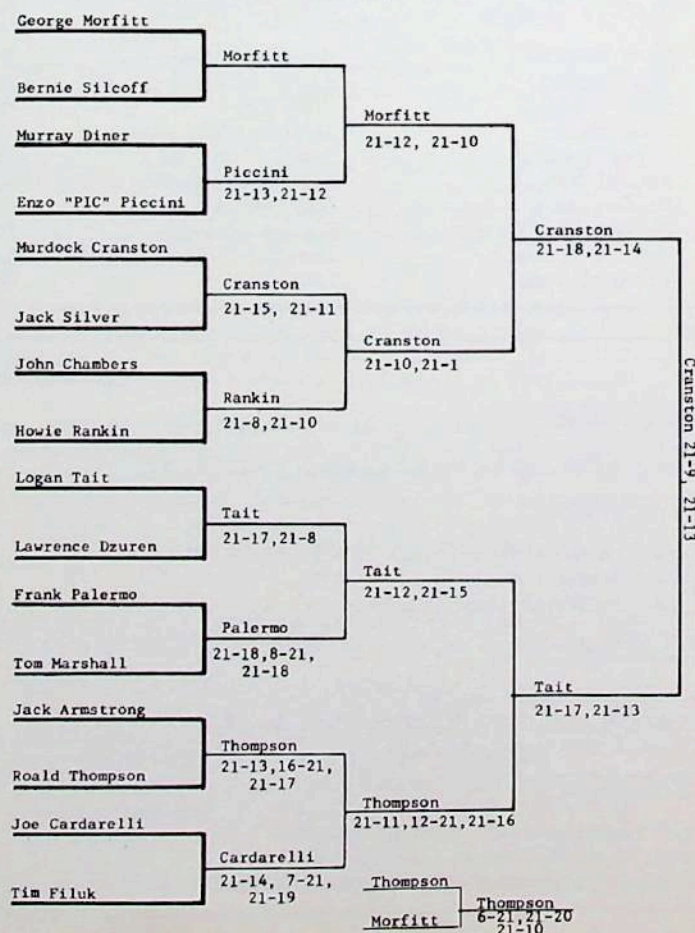 George Morfitt
Morfitt
Bernie Silcoff
Morfitt
21-12, 21-10
Murray Diner
Piccini
21-13,21-12
Enzo "PIC" Piccini
Cranston
21-18,21-14
Murdock Cranston
Cranston
21-15, 21-11
Jack Silver
Cranston
21-10,21-1
John Chambers
Rankin
21-8,21-10
Howie Rankin
Cranston 21-9, 21-13
Logan Tait
Tait
21-17,21-8
Lawrence Dzuren
Tait
21-12,21-15
Frank Palermo
Palermo
21-18,8-21,
21-18
Tom Marshall
Tait
21-17,21-13
Jack Armstrong
Thompson
21-13,16-21,
21-17
Roald Thompson
Thompson
21-11,12-21,21-16
Joe Cardarelli
Cardarelli
21-14, 7-21,
21-19
Tim Filuk
Thompson
Thompson
6-21,21-20
21-10
Morfitt